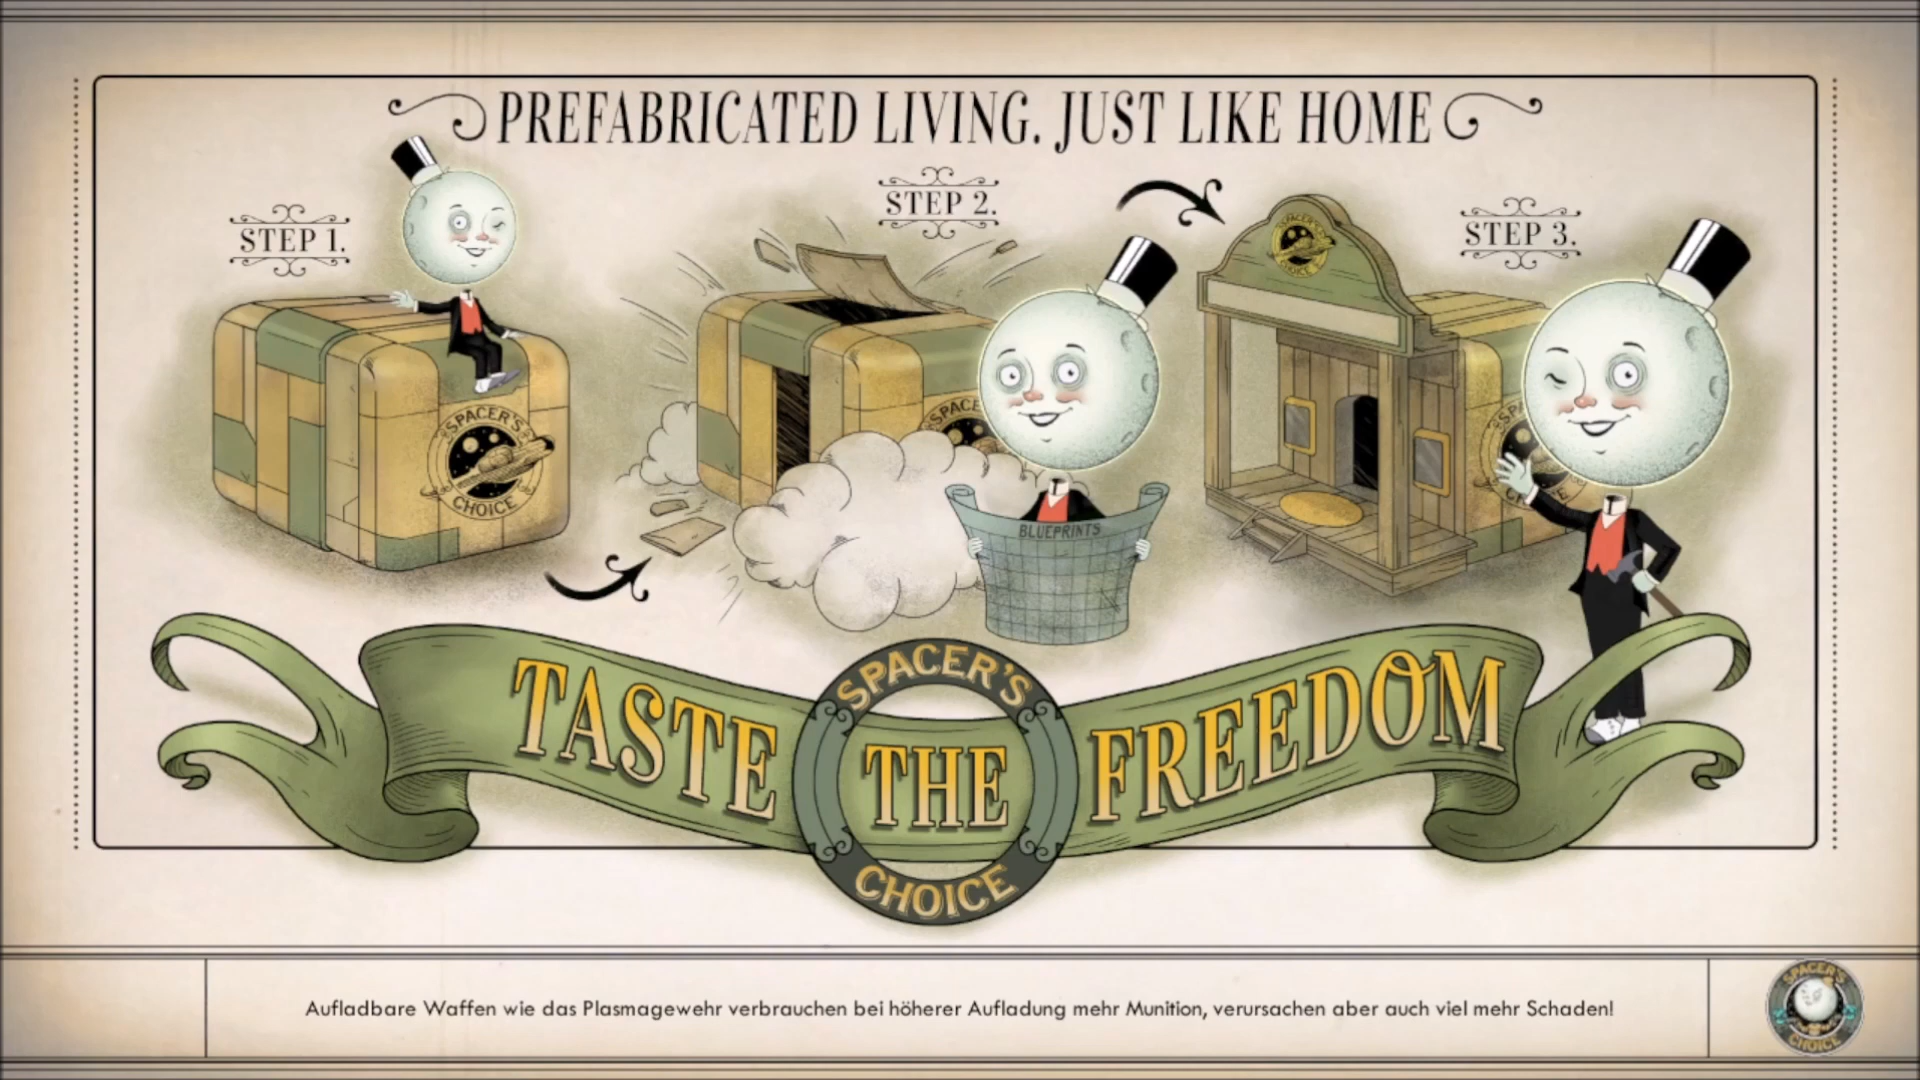 PREFABRICATED LIVING. JUST LIKE HOME
STEP 1.
STEP 2.
STEP 3.
SPACER'S
CHOICE
SPACE
SPACER'S
CHOICE
BLUEPRINTS
SPACER'S
TASTE THE FREEDOM
CHOICE
Aufladbare Waffen wie das Plasmagewehr verbrauchen bei höherer Aufladung mehr Munition, verursachen aber auch viel mehr Schaden!
SPACER'S
CHOICE